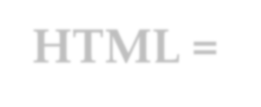 HTML =